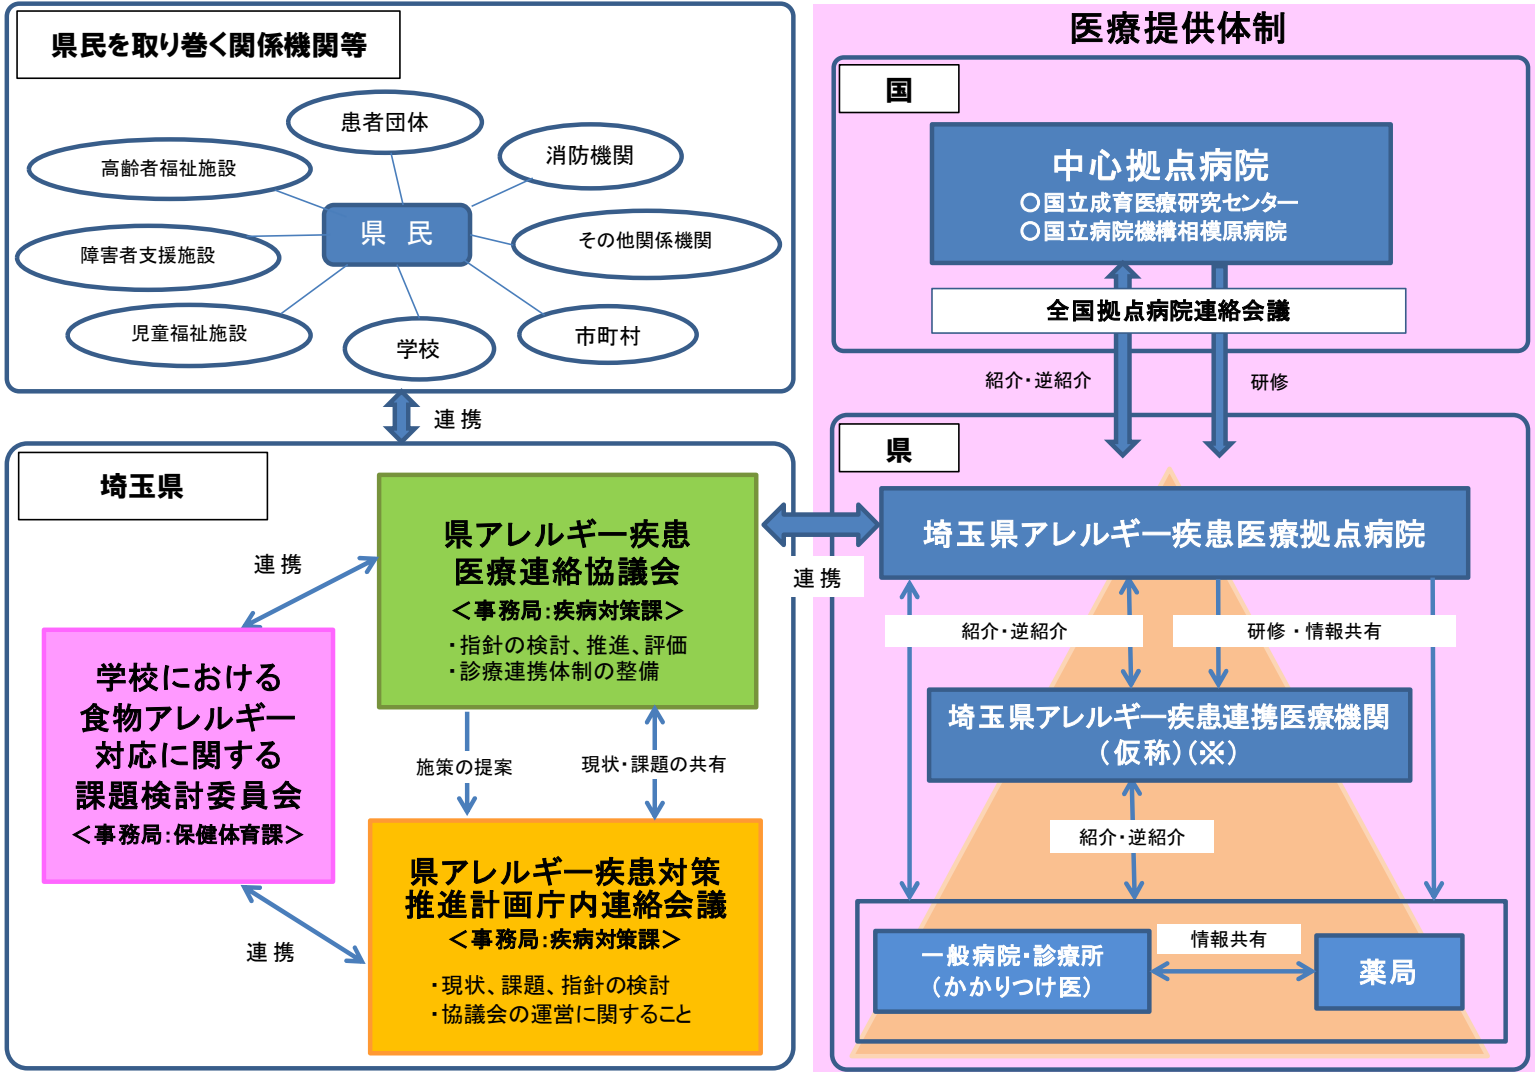 県民を取り巻く関係機関等
患者団体
消防機関
高齢者福祉施設
県 民
その他関係機関
障害者支援施設
児童福祉施設
学校
市町村
連 携
埼玉県
県アレルギー疾患
医療連絡協議会
＜事務局：疾病対策課＞
・指針の検討、推進、評価
・診療連携体制の整備
連 携
学校における
食物アレルギー
対応に関する
課題検討委員会
＜事務局：保健体育課＞
施策の提案
現状・課題の共有
連 携
県アレルギー疾患対策
推進計画庁内連絡会議
＜事務局：疾病対策課＞
・現状、課題、指針の検討
・協議会の運営に関すること
連 携
医療提供体制
国
中心拠点病院
○国立成育医療研究センター
○国立病院機構相模原病院
全国拠点病院連絡会議
紹介・逆紹介
研修
県
埼玉県アレルギー疾患医療拠点病院
紹介・逆紹介
研修 ・ 情報共有
埼玉県アレルギー疾患連携医療機関
（仮称）(※)
紹介・逆紹介
一般病院・診療所
（かかりつけ医）
情報共有
薬局